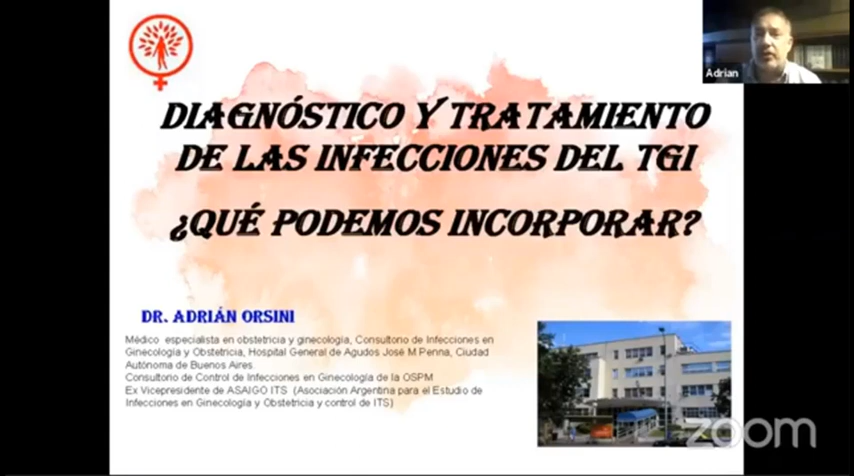 Adrian
DIAGNÓSTICO Y TRATAMIENTO
DE LAS INFECCIONES DEL TGI
¿QUÉ PODEMOS INCORPORAR?
DR. ADRIÁN ORSINI
Médico especialista en obstetricia y ginecología, Consultorio de Infecciones en
Ginecología y Obstetricia, Hospital General de Agudos José M Penna, Ciudad
Autónoma de Buenos Aires.
Consultorio de Control de Infecciones en Ginecología de la OSPM
Ex Vicepresidente de ASAIGO ITS (Asociación Argentina para el Estudio de
Infecciones en Ginecología y Obstetricia y control de ITS)
zoom